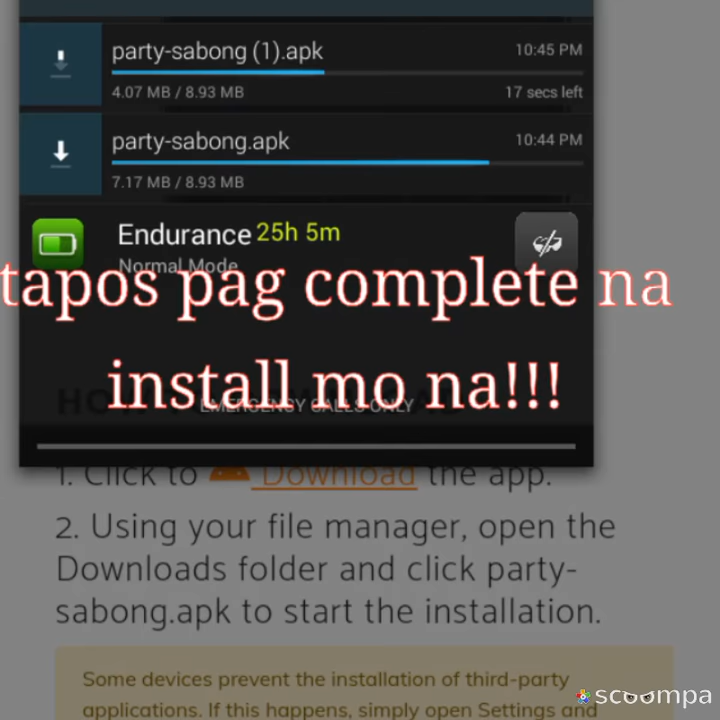 party-sabong (1).apk
10:45 PM
4.07 MB / 8.93 MB
17 secs left
party-sabong.apk
10:44 PM
7.17 MB / 8.93 MB
Endurance 25h 5m
Normal Mode
tapos pag complete na
install mo na!!!
EMERGENCY CALLS ONLY
1. Click to Download the app.
2. Using your file manager, open the
Downloads folder and click party-
sabong.apk to start the installation.
Some devices prevent the installation of third-party
applications. If this happens, simply open Settings and
scoompa